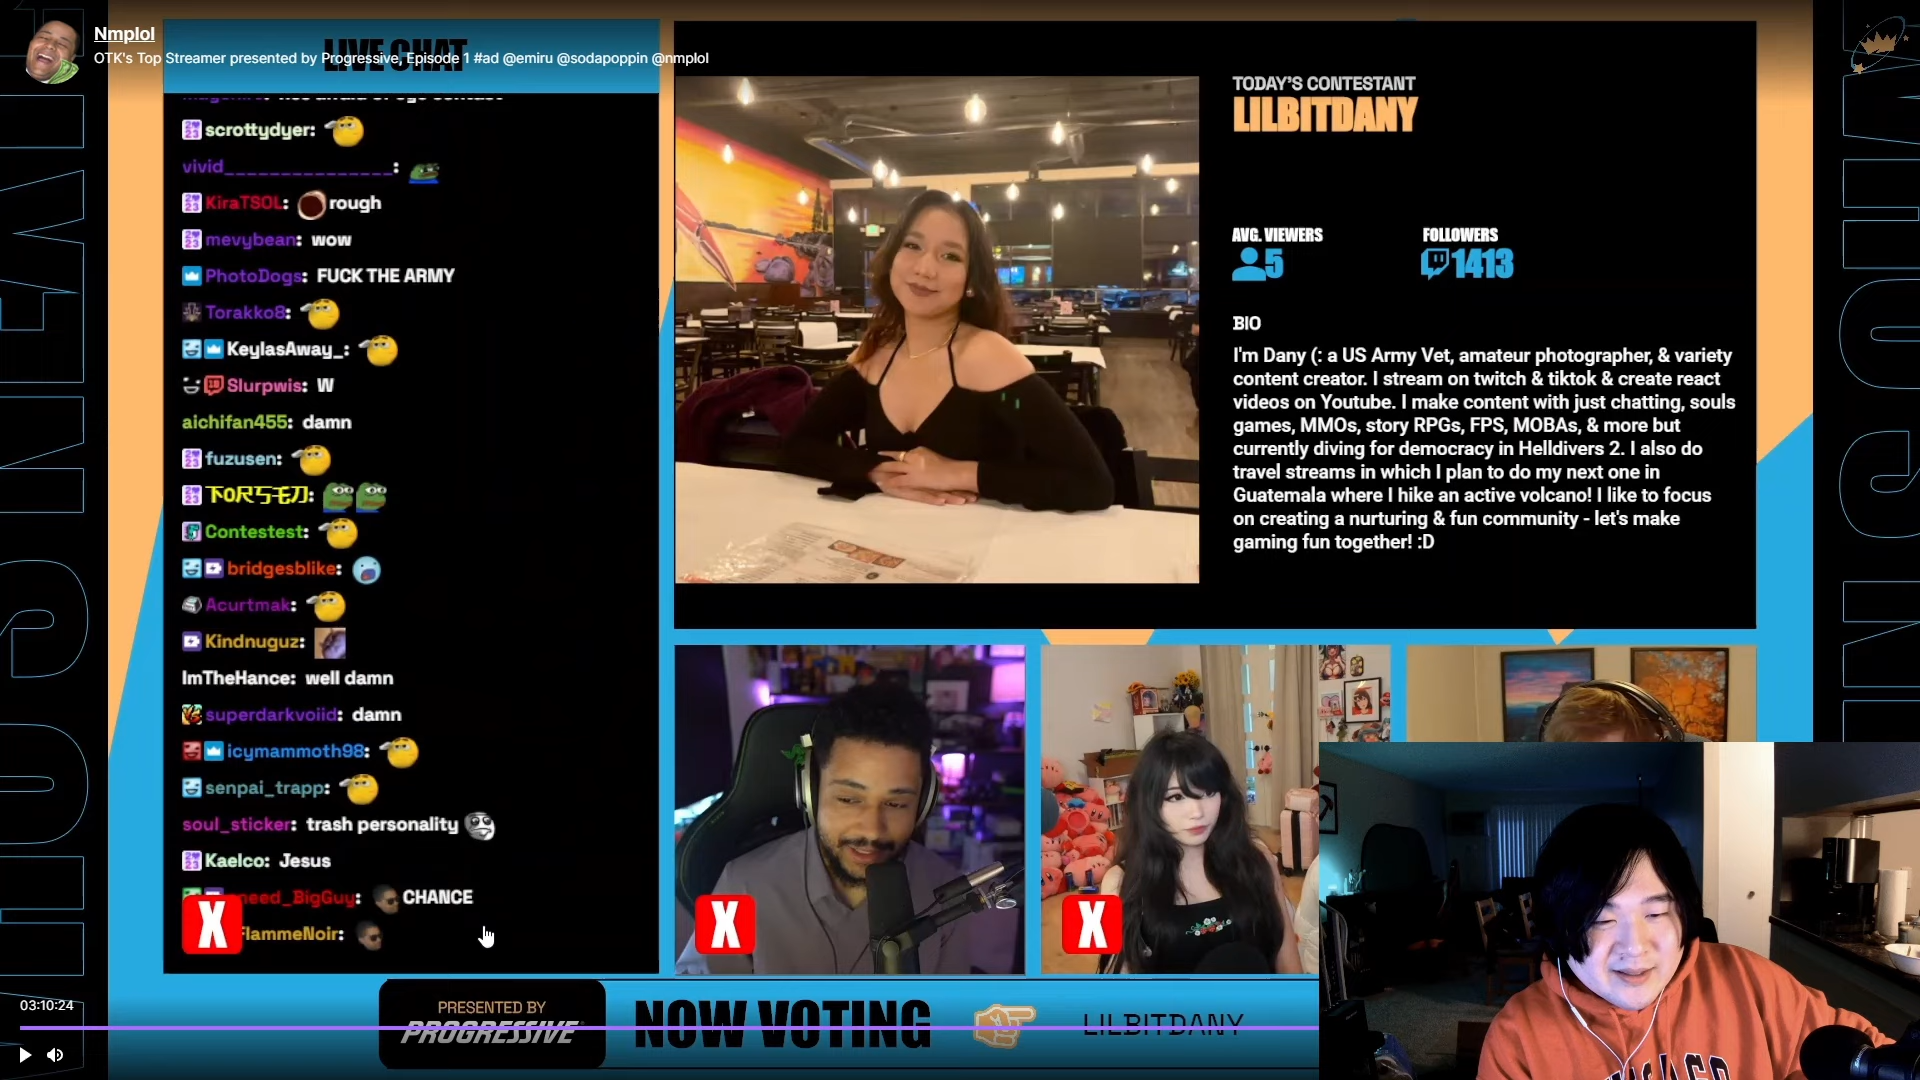 Nmplol
OTK's Top Streamer presented by Progressive, Episode 1 #ad @emiru @sodapoppin @nmplol
LIVE CHAT
scrottydyer:
vivid_______________:
KiraTSOL: rough
mevybean: wow
PhotoDogs: FUCK THE ARMY
Torakko8:
KeylasAway_:
Slurpwis: W
aichifan455: damn
fuzusen:
Contestest:
bridgesblike:
Acurtmak:
Kindnuguz:
ImTheHance: well damn
superdarkvoiid: damn
icymammoth98:
senpai_trapp:
soul_sticker: trash personality
Kaelco: Jesus
need_BigGuy: CHANCE
FlammeNoir:
X
TODAY'S CONTESTANT
LILBITDANY
AVG. VIEWERS
5
FOLLOWERS
1413
BIO
I'm Dany (: a US Army Vet, amateur photographer, & variety
content creator. I stream on twitch & tiktok & create react
videos on Youtube. I make content with just chatting, souls
games, MMOs, story RPGs, FPS, MOBAs, & more but
currently diving for democracy in Helldivers 2. I also do
travel streams in which I plan to do my next one in
Guatemala where I hike an active volcano! I like to focus
on creating a nurturing & fun community - let's make
gaming fun together! :D
X
X
03:10:24
PRESENTED BY
PROGRESSIVE
NOW VOTING
LILBITDANY